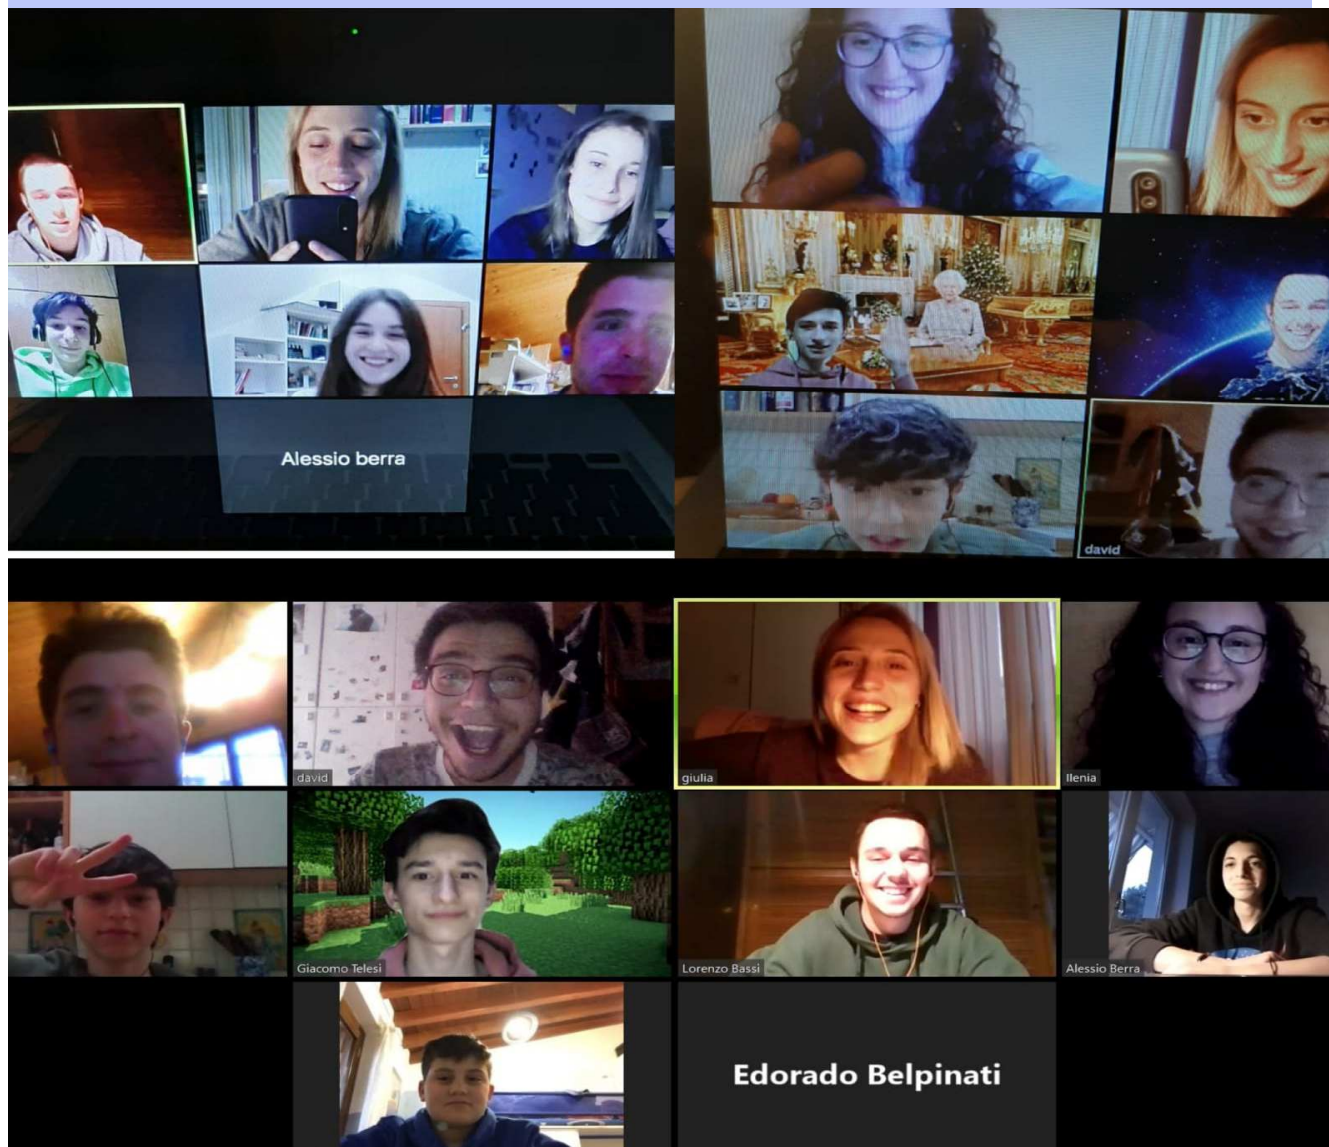 Alessio berra
david
david
giulia
Ilenia
Giacomo Telesi
Lorenzo Bassi
Alessio Berra
Edorado Belpinati